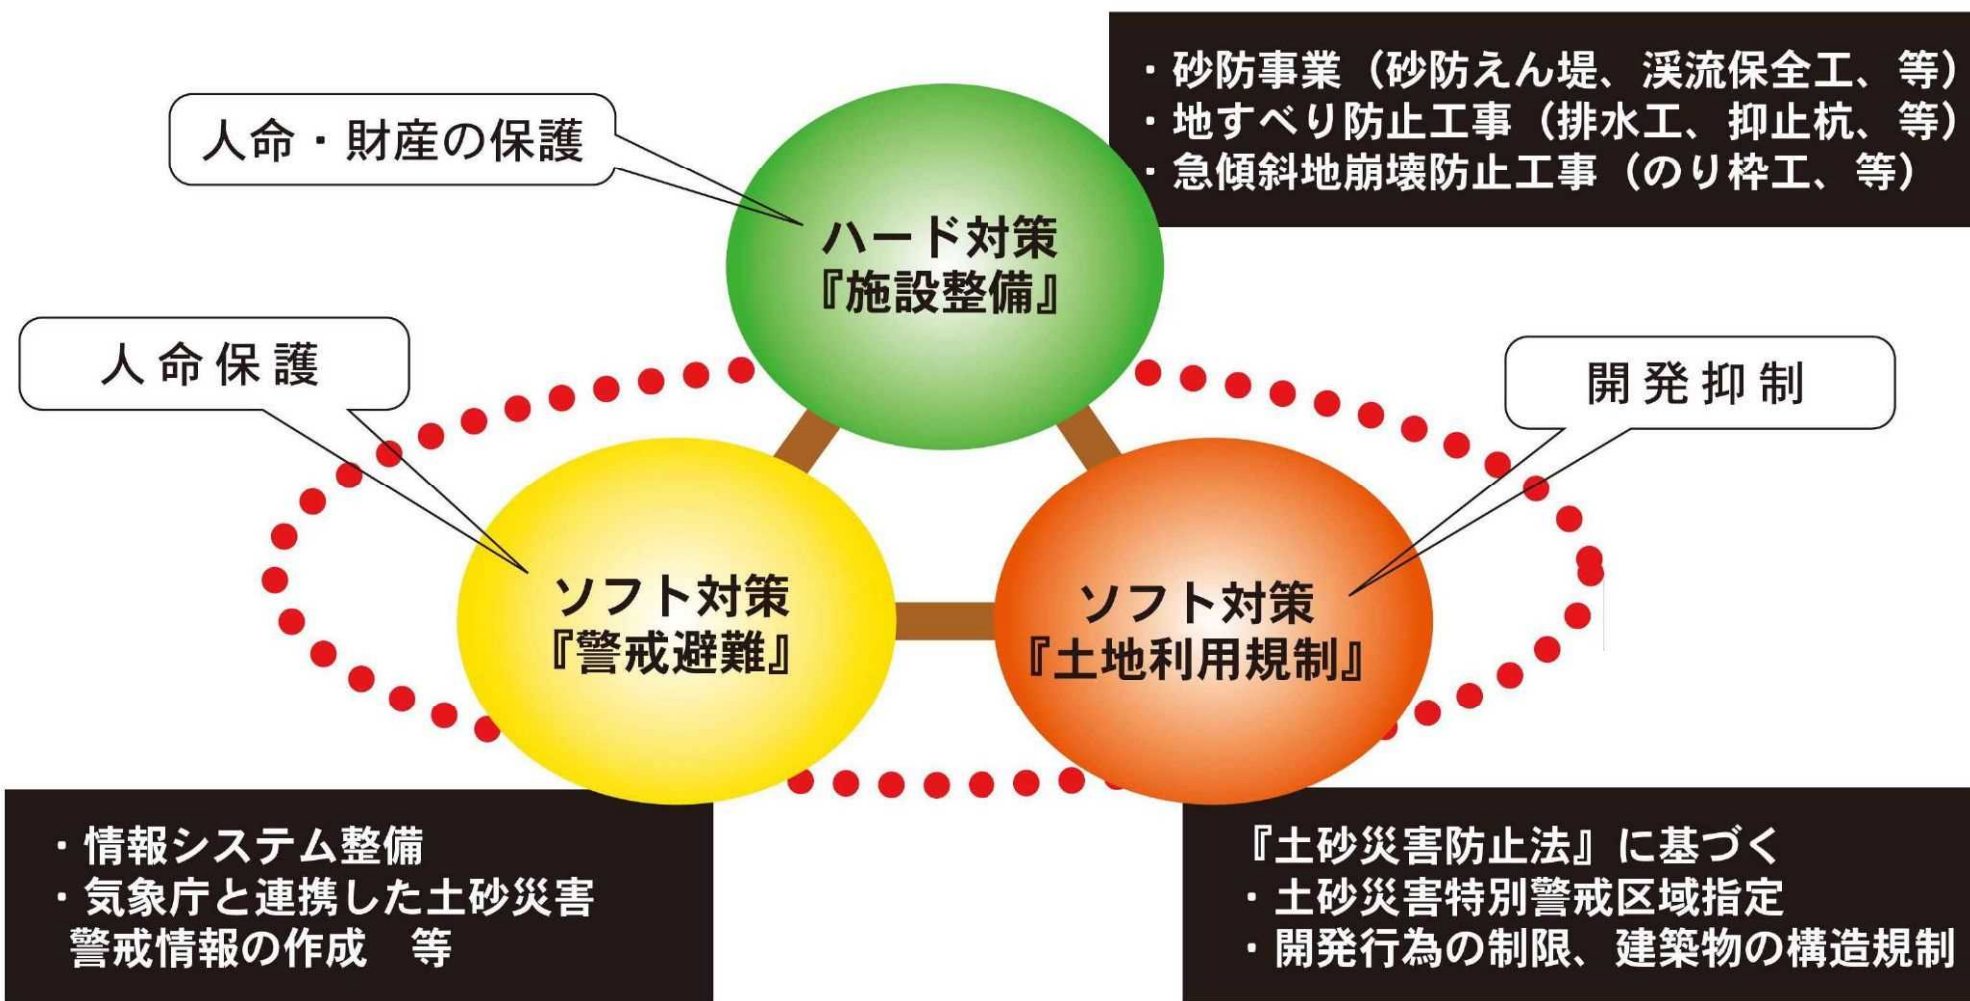 ・砂防事業（砂防えん堤、渓流保全工、等）
・地すべり防止工事（排水工、抑止杭、等）
・急傾斜地崩壊防止工事（のり枠工、等）
人命・財産の保護
ハード対策
『施設整備』
人命保護
開発抑制
ソフト対策
『警戒避難』
ソフト対策
『土地利用規制』
・情報システム整備
・気象庁と連携した土砂災害
警戒情報の作成　等
『土砂災害防止法』に基づく
・土砂災害特別警戒区域指定
・開発行為の制限、建築物の構造規制